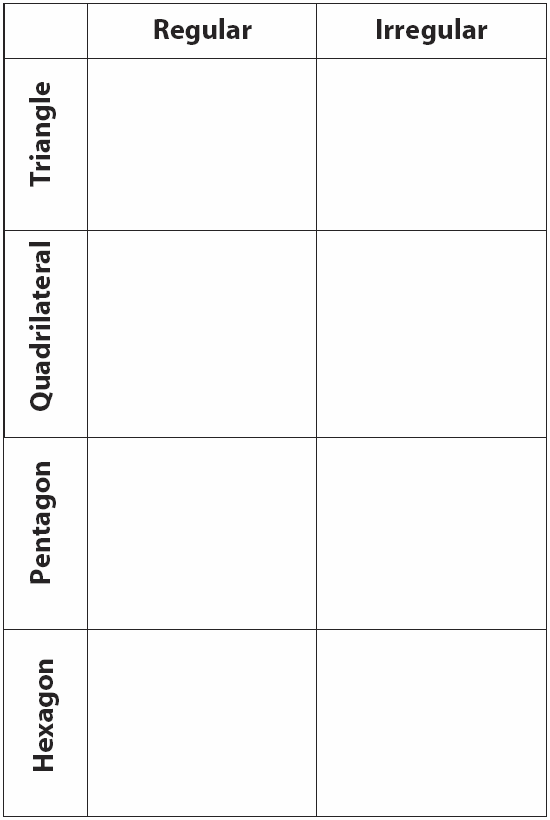 Regular
Irregular
Triangle
Quadrilateral
Pentagon
Hexagon